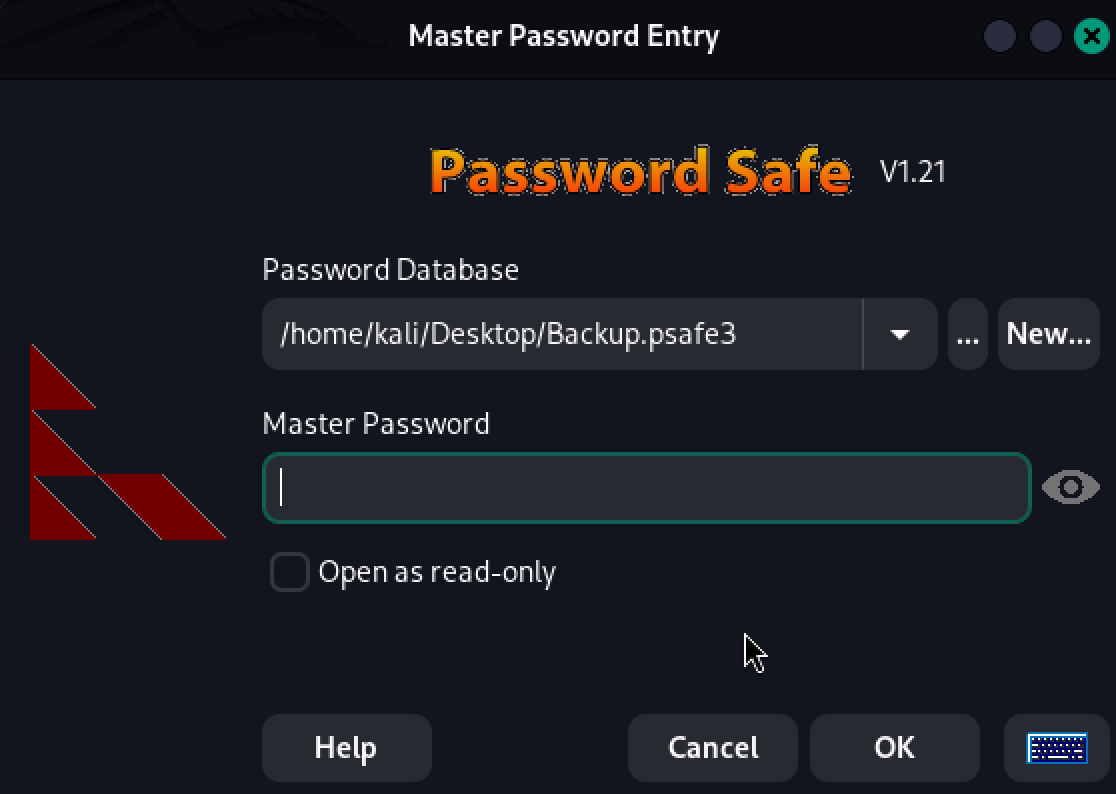 Master Password Entry
Password Safe V1.21
Password Database
/home/kali/Desktop/Backup.psafe3
... New...
Master Password
Open as read-only
Help Cancel OK